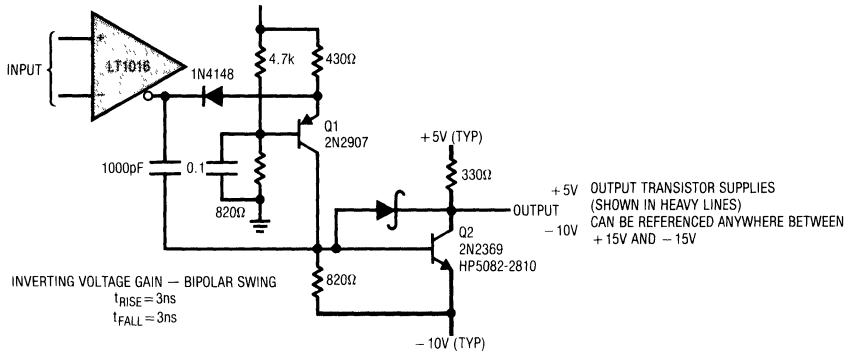 INPUT
+
−
LT1016
1N4148
4.7k
430Ω
Q1
2N2907
1000pF
0.1
820Ω
+5V (TYP)
330Ω
OUTPUT
+5V
−10V
OUTPUT TRANSISTOR SUPPLIES
(SHOWN IN HEAVY LINES)
CAN BE REFERENCED ANYWHERE BETWEEN
+15V AND −15V
Q2
2N2369
HP5082-2810
820Ω
−10V (TYP)
INVERTING VOLTAGE GAIN — BIPOLAR SWING
tRISE=3ns
tFALL=3ns